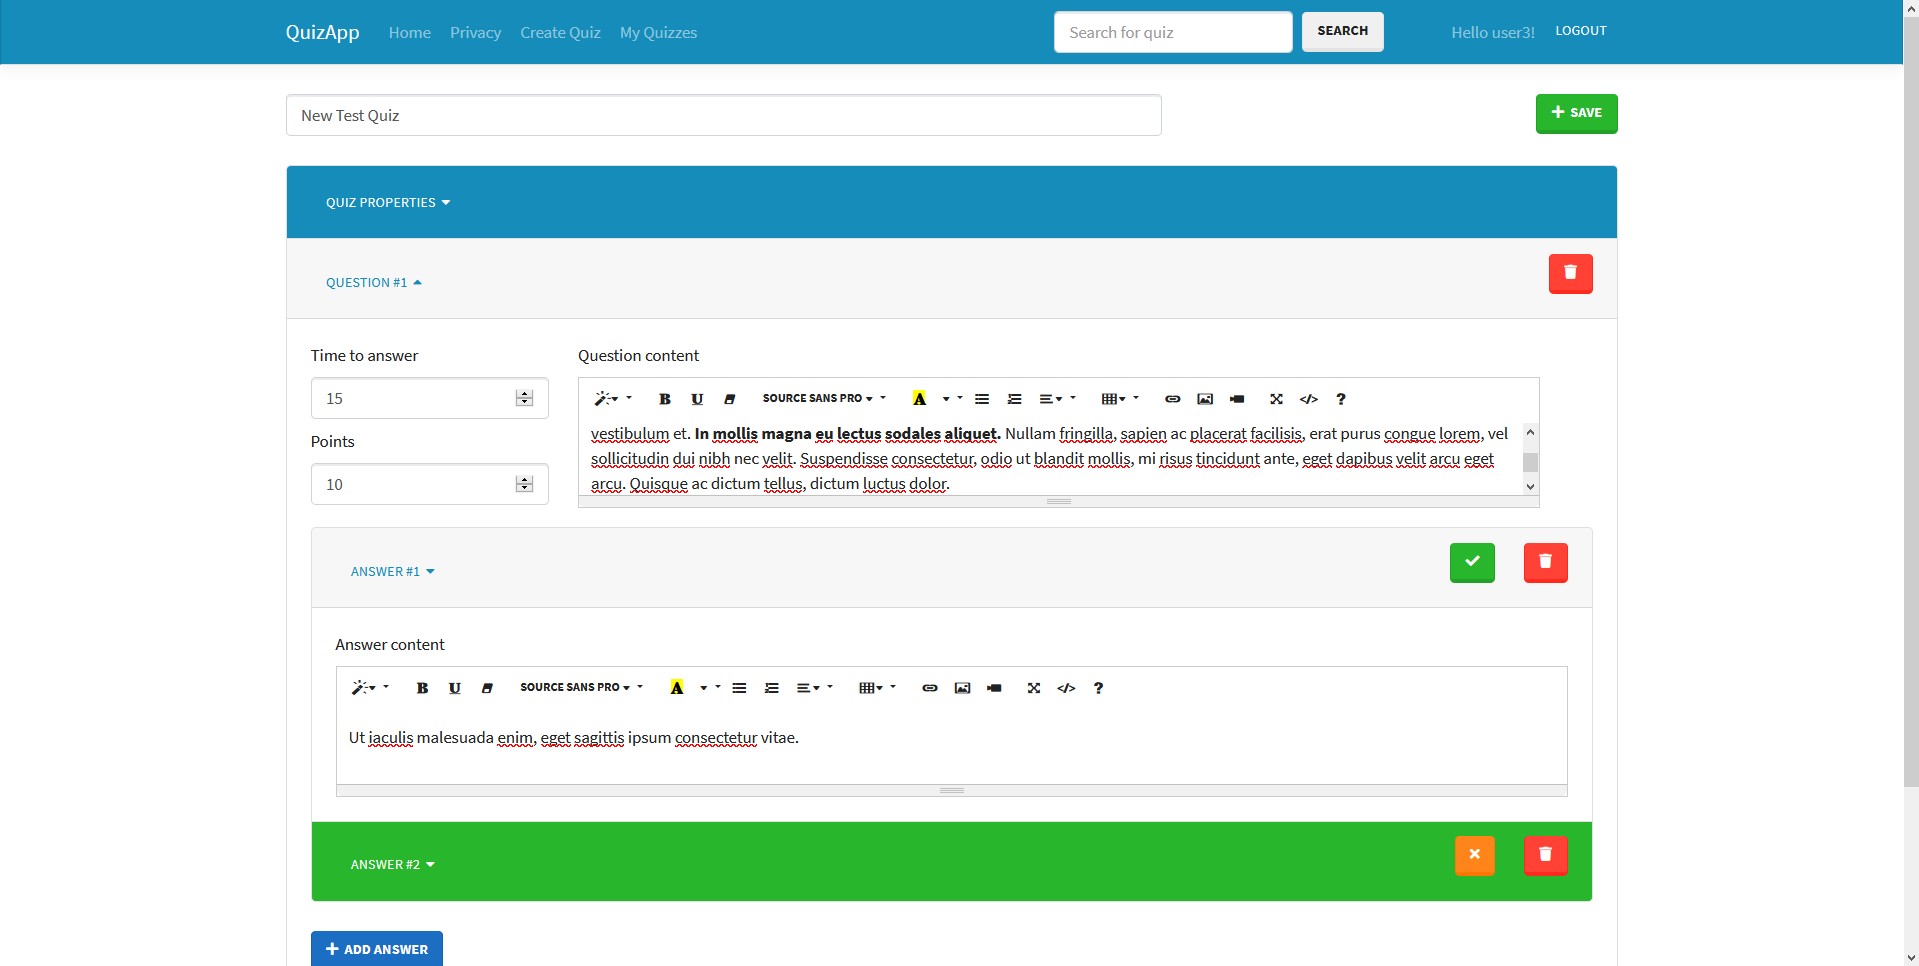 QuizApp Home Privacy Create Quiz My Quizzes Search for quiz SEARCH Hello user3! LOGOUT
New Test Quiz SAVE
QUIZ PROPERTIES
QUESTION #1
Time to answer
15
Points
10
Question content
B U SOURCE SANS PRO A </> ?
vestibulum et. In mollis magna eu lectus sodales aliquet. Nullam fringilla, sapien ac placerat facilisis, erat purus congue lorem, vel
sollicitudin dui nibh nec velit. Suspendisse consectetur, odio ut blandit mollis, mi risus tincidunt ante, eget dapibus velit arcu eget
arcu. Quisque ac dictum tellus, dictum luctus dolor.
ANSWER #1
Answer content
B U SOURCE SANS PRO A </> ?
Ut iaculis malesuada enim, eget sagittis ipsum consectetur vitae.
ANSWER #2
ADD ANSWER